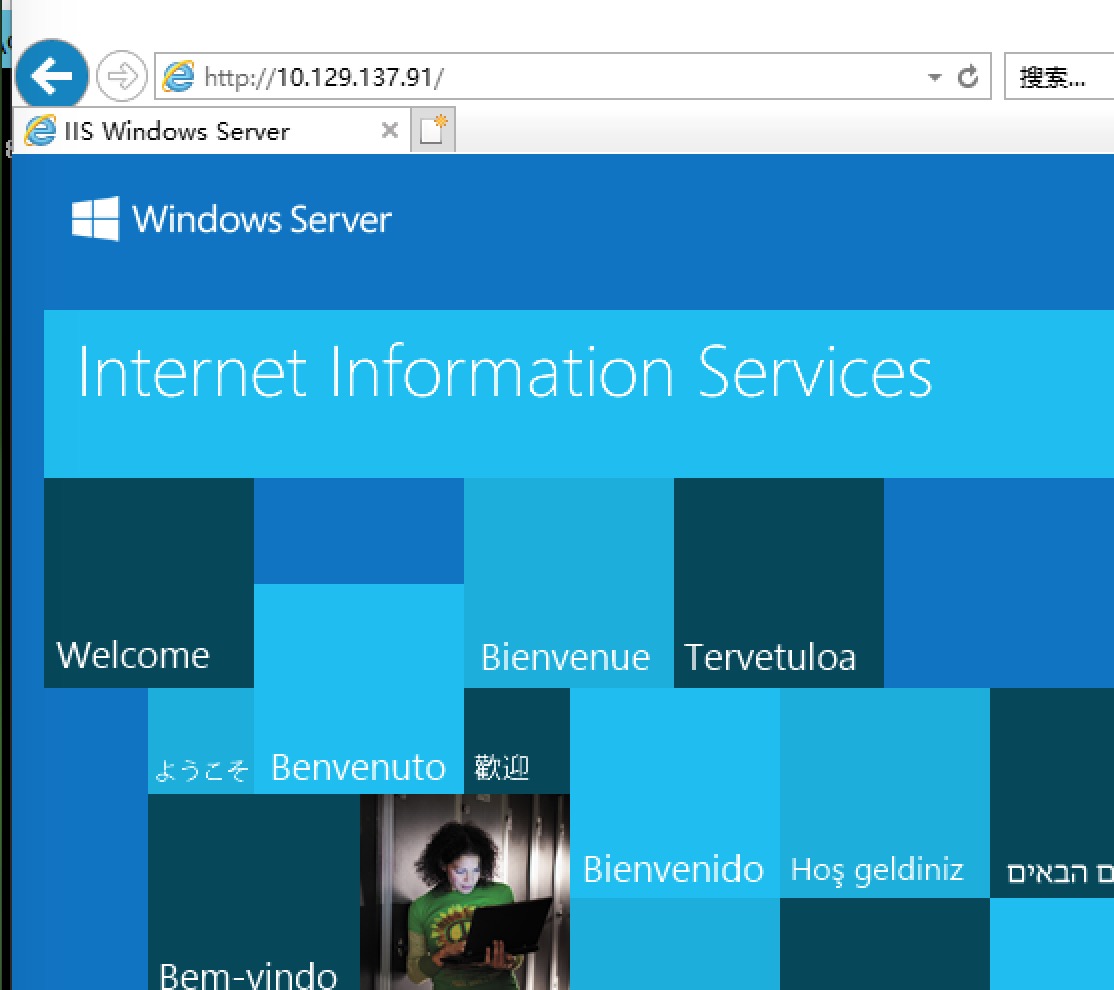 http://10.129.137.91/
搜索...
IIS Windows Server
Windows Server
Internet Information Services
Welcome
Bienvenue
Tervetuloa
ようこそ
Benvenuto
歡迎
Bienvenido
Hoş geldiniz
הבאים
Bem-vindo